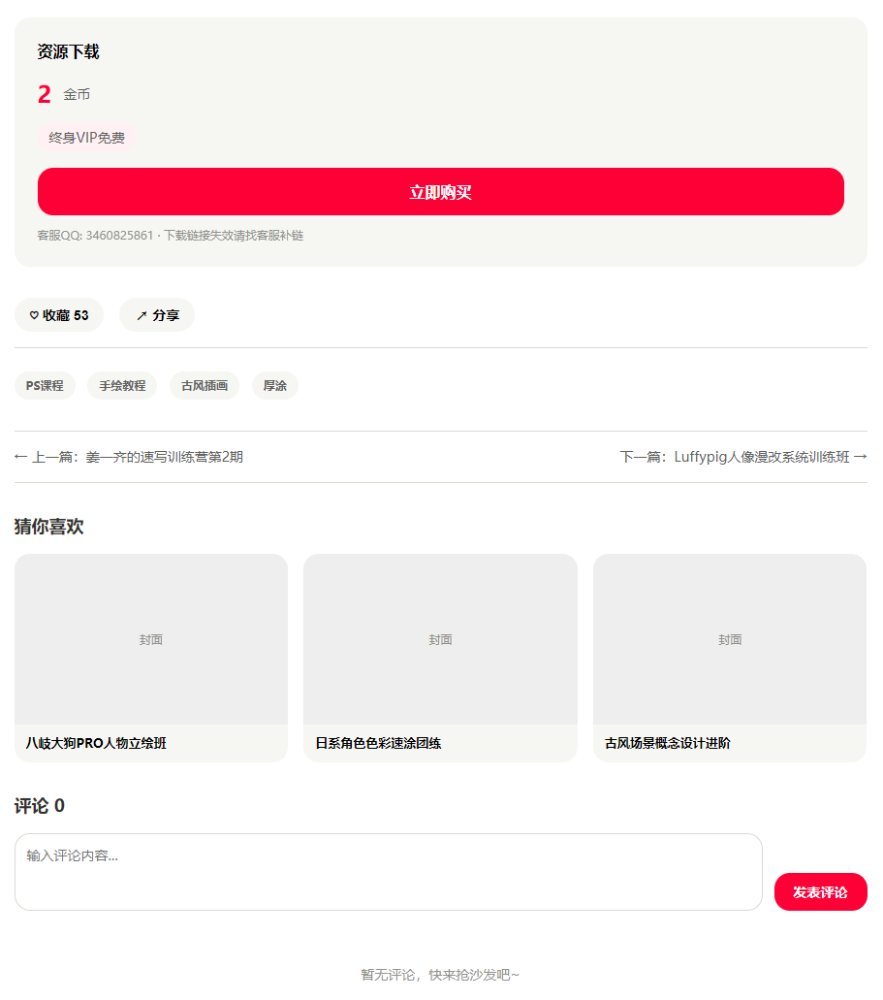 资源下载
2 金币
终身VIP免费
立即购买
客服QQ: 3460825861 · 下载链接失效请找客服补链
♡ 收藏 53 ↗ 分享
PS课程 手绘教程 古风插画 厚涂
← 上一篇：姜一齐的速写训练营第2期 下一篇：Luffypig人像漫改系统训练班 →
猜你喜欢
封面 封面 封面
八岐大狗PRO人物立绘班 日系角色色彩速涂团练 古风场景概念设计进阶
评论 0
输入评论内容...
发表评论
暂无评论，快来抢沙发吧~